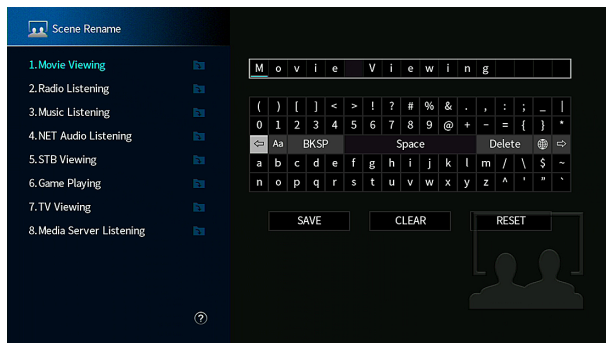 Scene Rename
1.Movie Viewing
2.Radio Listening
3.Music Listening
4.NET Audio Listening
5.STB Viewing
6.Game Playing
7.TV Viewing
8.Media Server Listening
?
M o v i e V i e w i n g
( ) [ ] < > ! ? # % & . , : ; _ |
0 1 2 3 4 5 6 7 8 9 @ + - = { } *
⇦ Aa BKSP Space Delete ⇨
a b c d e f g h i j k l m / \ $ ~
n o p q r s t u v w x y z ^ ' " `
SAVE CLEAR RESET